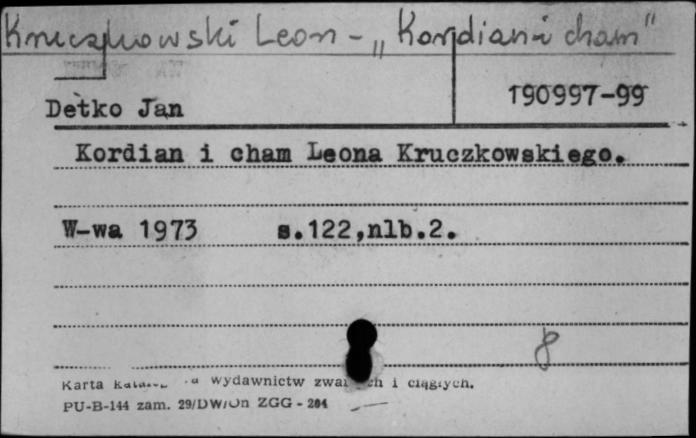 Kruczkowski Leon - „Kordian i cham"
190997-99
Detko Jan
Kordian i cham Leona Kruczkowskiego.
W-wa 1973 s.122,nlb.2.
8
Karta wydawnictw i ciągłych.
PU-B-144 zam. 29/DW/On ZGG - 204